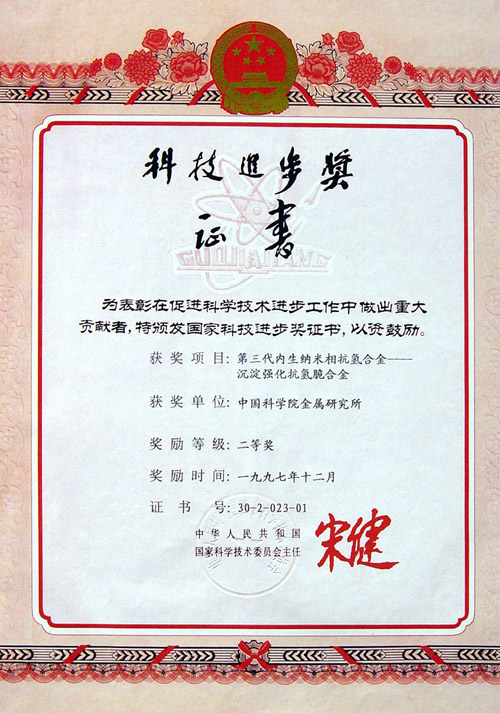 科技進步奖
证書
GUOJIAJIANG
为表彰在促进科学技术进步工作中做出重大
贡献者，特颁发国家科技进步奖证书，以资鼓励。
获奖项目：第三代内生纳米相抗氢合金——
沉淀强化抗氢脆合金
获奖单位：中国科学院金属研究所
奖励等级：二等奖
奖励时间：一九九七年十二月
证书号：30-2-023-01
中华人民共和国
国家科学技术委员会主任
宋健